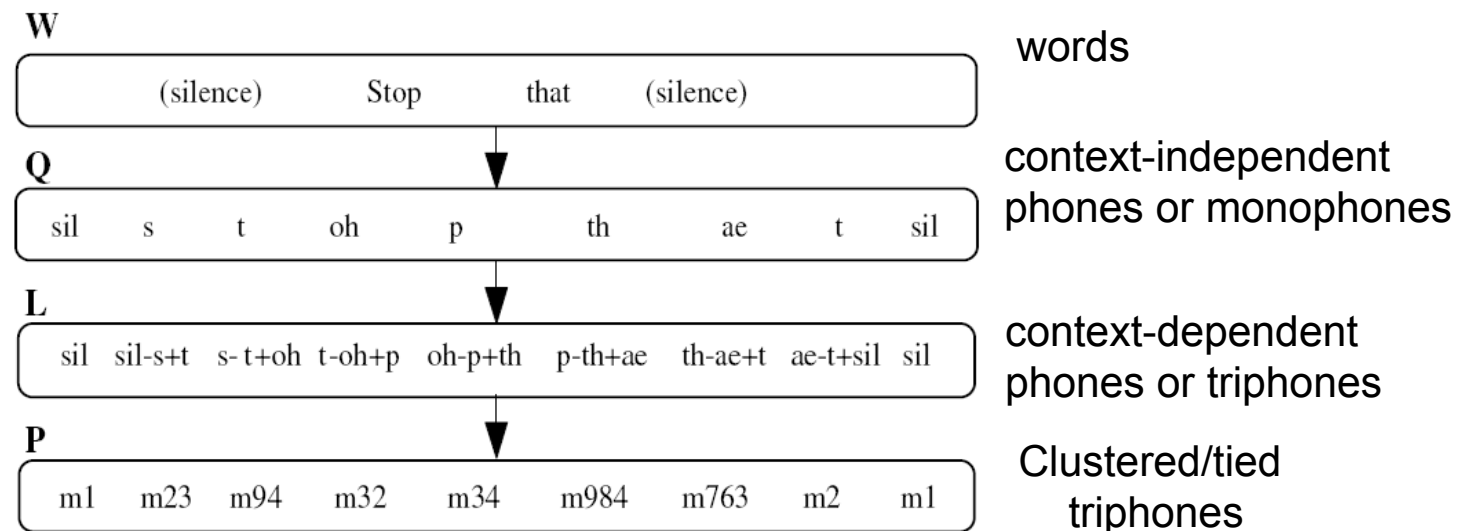 W
words
(silence) Stop that (silence)
Q
context-independent
phones or monophones
sil s t oh p th ae t sil
L
context-dependent
phones or triphones
sil sil-s+t s- t+oh t-oh+p oh-p+th p-th+ae th-ae+t ae-t+sil sil
P
Clustered/tied
triphones
m1 m23 m94 m32 m34 m984 m763 m2 m1